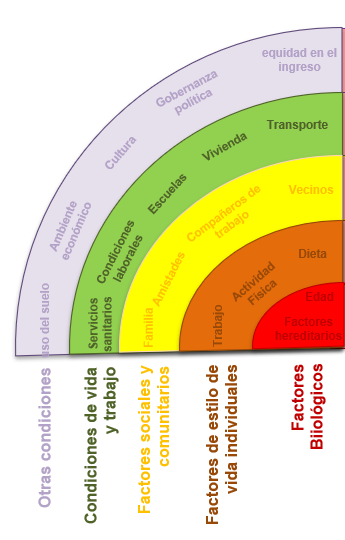 equidad en el
ingreso
Gobernanza
política
Cultura
Ambiente
económico
uso del suelo
Transporte
Vivienda
Escuelas
Condiciones
laborales
Servicios
sanitarios
Vecinos
Compañeros de
trabajo
Amistades
Familia
Dieta
Actividad
Física
Trabajo
Edad
Factores
hereditarios
Otras condiciones
Condiciones de vida
y trabajo
Factores sociales y
comunitarios
Factores de estilo de
vida individuales
Factores
Biiológicos